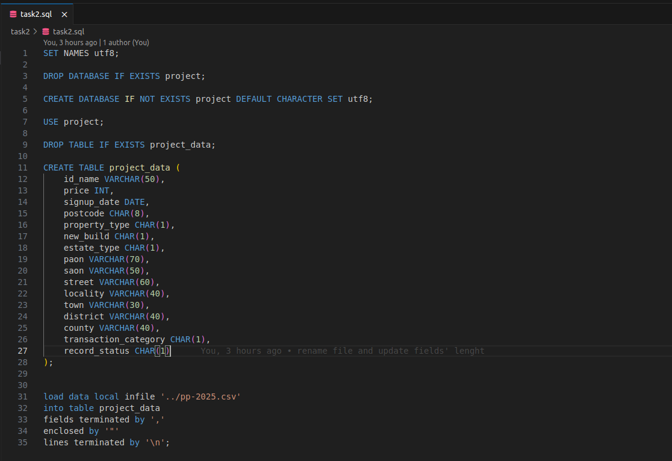 task2.sql ×
task2 > task2.sql
You, 3 hours ago | 1 author (You)
1 SET NAMES utf8;
2
3 DROP DATABASE IF EXISTS project;
4
5 CREATE DATABASE IF NOT EXISTS project DEFAULT CHARACTER SET utf8;
6
7 USE project;
8
9 DROP TABLE IF EXISTS project_data;
10
11 CREATE TABLE project_data (
12 id_name VARCHAR(50),
13 price INT,
14 signup_date DATE,
15 postcode CHAR(8),
16 property_type CHAR(1),
17 new_build CHAR(1),
18 estate_type CHAR(1),
19 paon VARCHAR(70),
20 saon VARCHAR(50),
21 street VARCHAR(60),
22 locality VARCHAR(40),
23 town VARCHAR(30),
24 district VARCHAR(40),
25 county VARCHAR(40),
26 transaction_category CHAR(1),
27 record_status CHAR(1) You, 3 hours ago • rename file and update fields' lenght
28 );
29
30
31 load data local infile '../pp-2025.csv'
32 into table project_data
33 fields terminated by ','
34 enclosed by '"'
35 lines terminated by '\n';